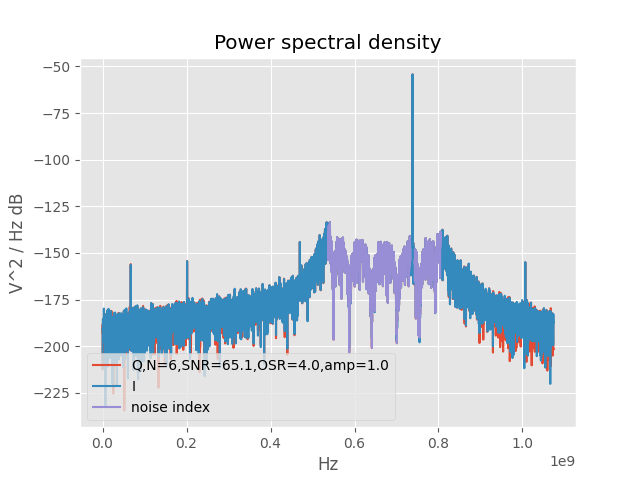 Power spectral density
−50
−75
−100
−125
−150
−175
−200
−225
V^2 / Hz dB
Q,N=6,SNR=65.1,OSR=4.0,amp=1.0
I
noise index
0.0 0.2 0.4 0.6 0.8 1.0
1e9
Hz